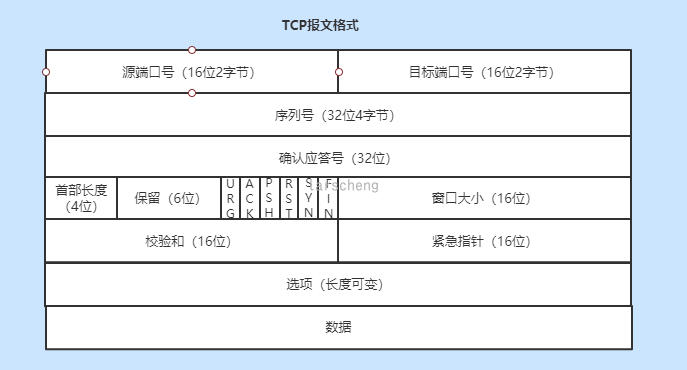 TCP报文格式
源端口号（16位2字节）
目标端口号（16位2字节）
序列号（32位4字节）
确认应答号（32位）
首部长度
（4位）
保留（6位）
URG
ACK
PSH
RST
SYN
FIN
窗口大小（16位）
larscheng
校验和（16位）
紧急指针（16位）
选项（长度可变）
数据